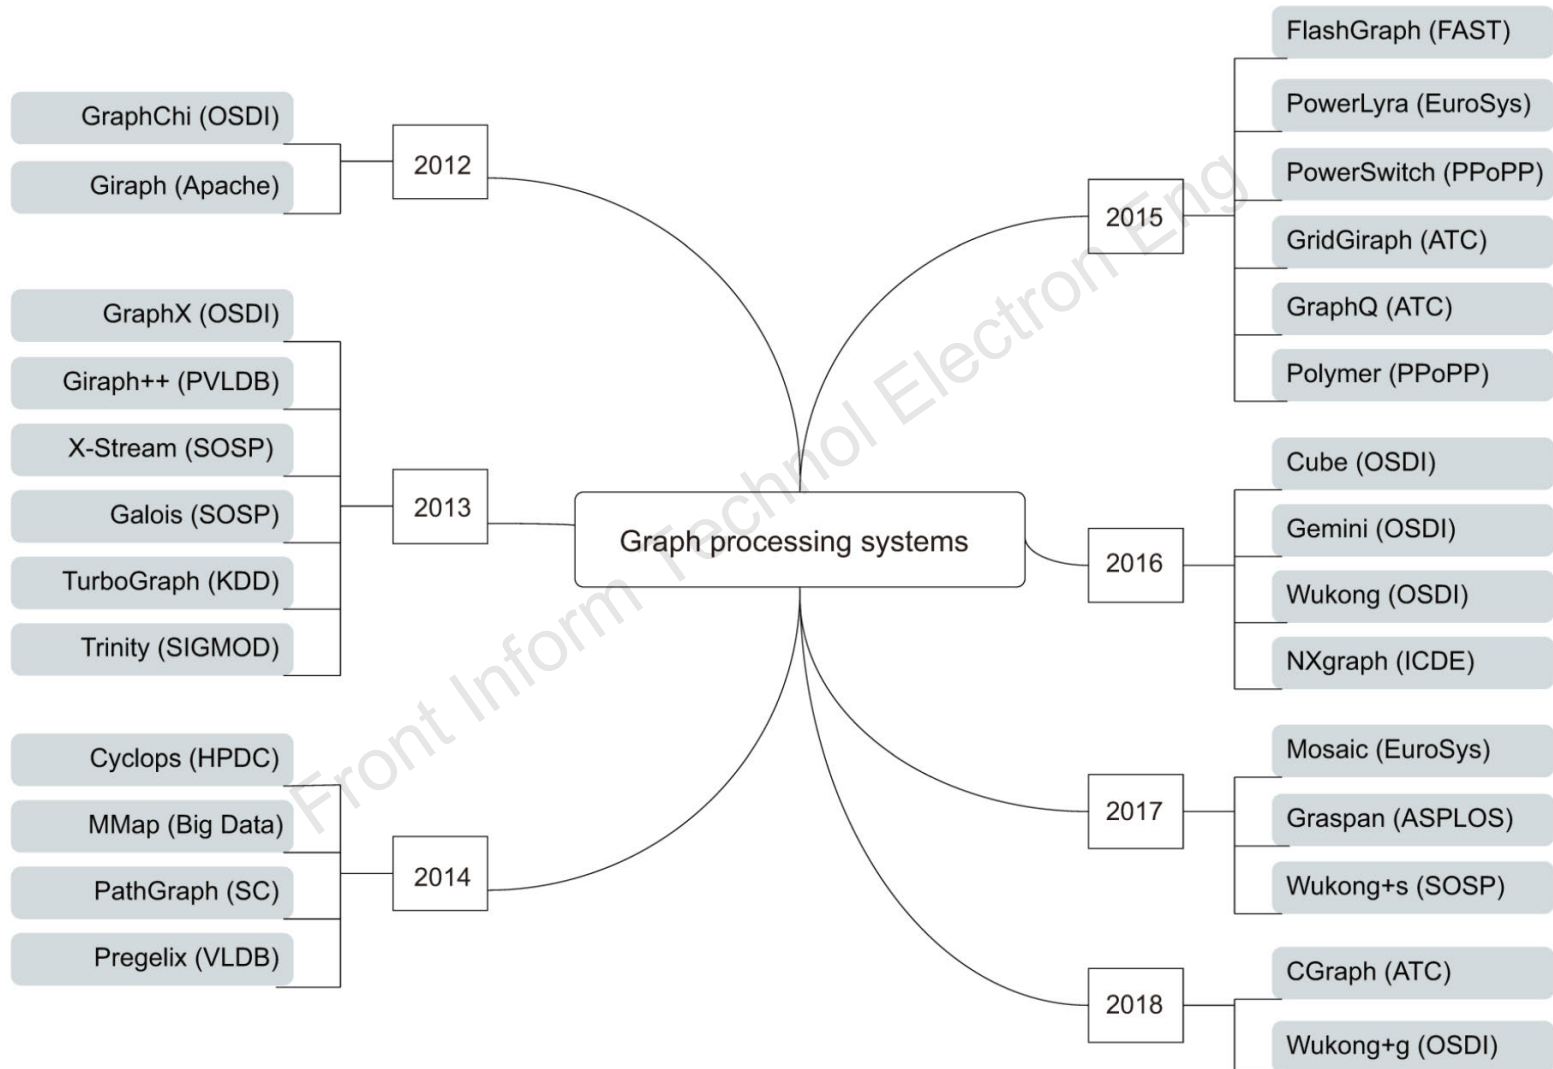 GraphChi (OSDI)
Giraph (Apache)
2012
GraphX (OSDI)
Giraph++ (PVLDB)
X-Stream (SOSP)
Galois (SOSP)
TurboGraph (KDD)
Trinity (SIGMOD)
2013
Cyclops (HPDC)
MMap (Big Data)
PathGraph (SC)
Pregelix (VLDB)
2014
Graph processing systems
2015
FlashGraph (FAST)
PowerLyra (EuroSys)
PowerSwitch (PPoPP)
GridGiraph (ATC)
GraphQ (ATC)
Polymer (PPoPP)
2016
Cube (OSDI)
Gemini (OSDI)
Wukong (OSDI)
NXgraph (ICDE)
2017
Mosaic (EuroSys)
Graspan (ASPLOS)
Wukong+s (SOSP)
2018
CGraph (ATC)
Wukong+g (OSDI)
Front Inform Technol Electron Eng